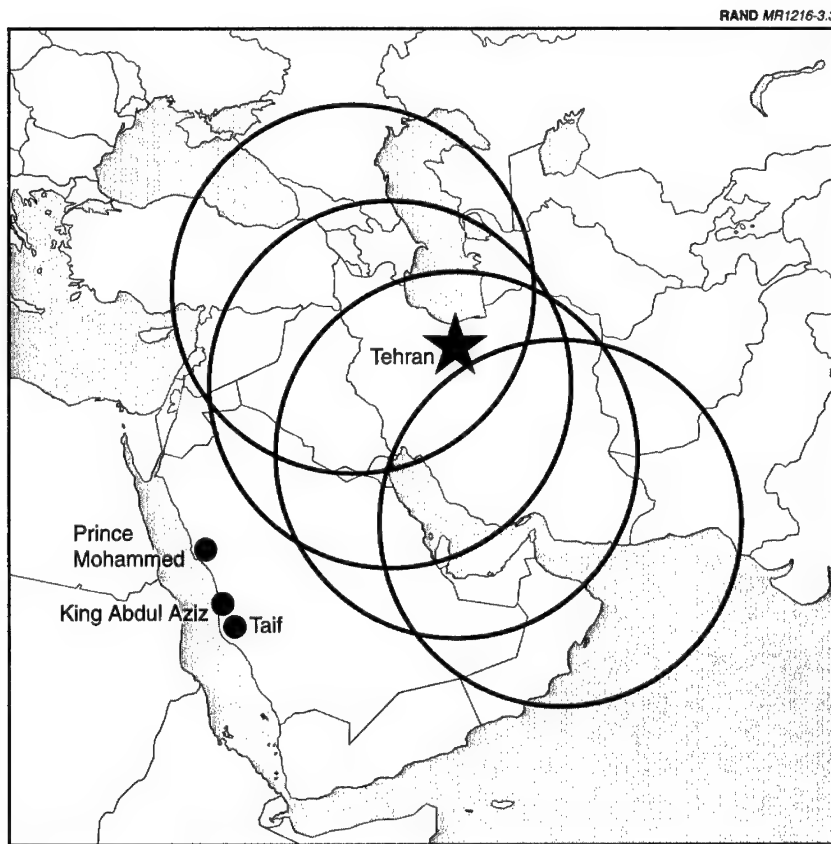 RAND MR1216-3.3
Tehran
Prince
Mohammed
King Abdul Aziz
Taif